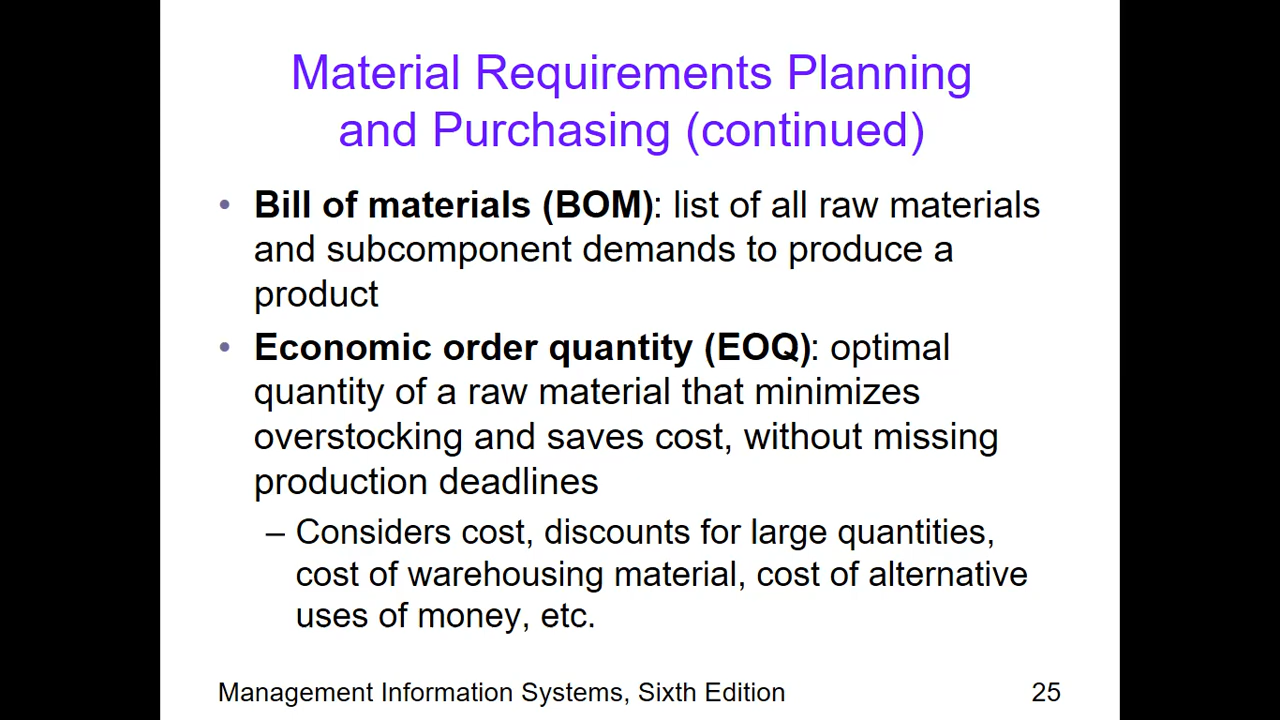 Material Requirements Planning
and Purchasing (continued)
• Bill of materials (BOM): list of all raw materials
and subcomponent demands to produce a
product
• Economic order quantity (EOQ): optimal
quantity of a raw material that minimizes
overstocking and saves cost, without missing
production deadlines
– Considers cost, discounts for large quantities,
cost of warehousing material, cost of alternative
uses of money, etc.
Management Information Systems, Sixth Edition
25